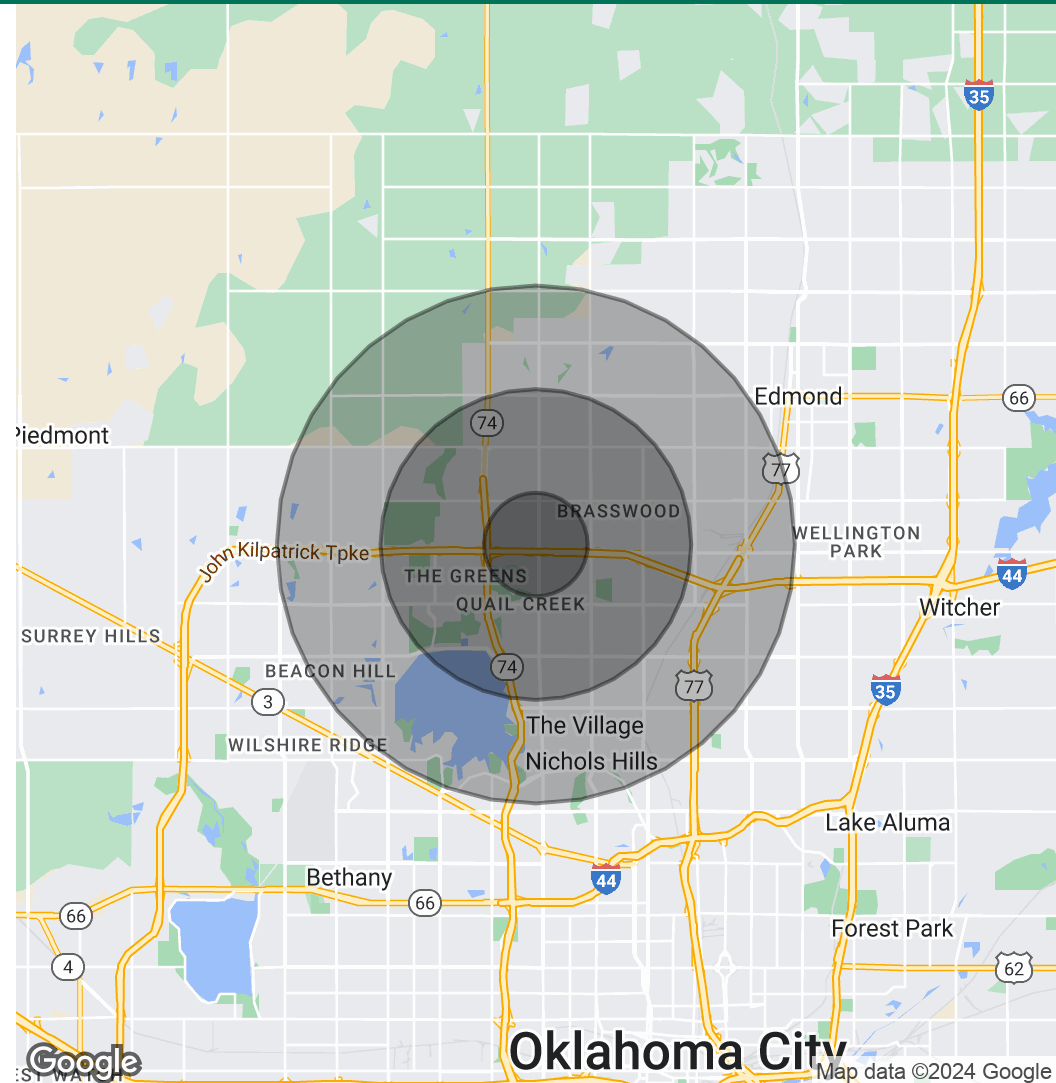 35
Edmond
66
74
Piedmont
77
BRASSWOOD
WELLINGTON
PARK
John Kilpatrick Tpke
THE GREENS
44
QUAIL CREEK
Witcher
SURREY HILLS
BEACON HILL
74
77
35
3
The Village
WILSHIRE RIDGE
Nichols Hills
Lake Aluma
Bethany
44
66
66
Forest Park
4
62
Oklahoma City
Google
Map data ©2024 Google